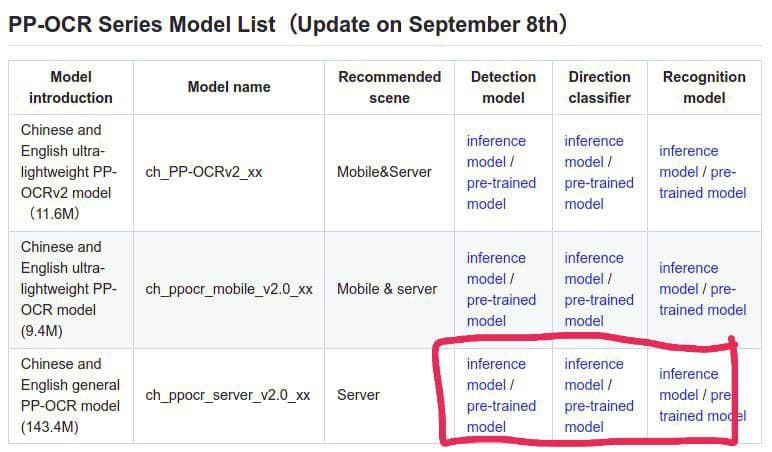 PP-OCR Series Model List（Update on September 8th）
Model introduction
Model name
Recommended scene
Detection model
Direction classifier
Recognition model
Chinese and
English ultra-
lightweight PP-
OCRv2 model
（11.6M）
ch_PP-OCRv2_xx
Mobile&Server
inference
model /
pre-trained
model
inference
model /
pre-trained
model
inference
model / pre-
trained model
Chinese and
English ultra-
lightweight PP-
OCR model
(9.4M)
ch_ppocr_mobile_v2.0_xx
Mobile & server
inference
model /
pre-trained
model
inference
model /
pre-trained
model
inference
model / pre-
trained model
Chinese and
English general
PP-OCR model
(143.4M)
ch_ppocr_server_v2.0_xx
Server
inference
model /
pre-trained
model
inference
model /
pre-trained
model
inference
model / pre-
trained model